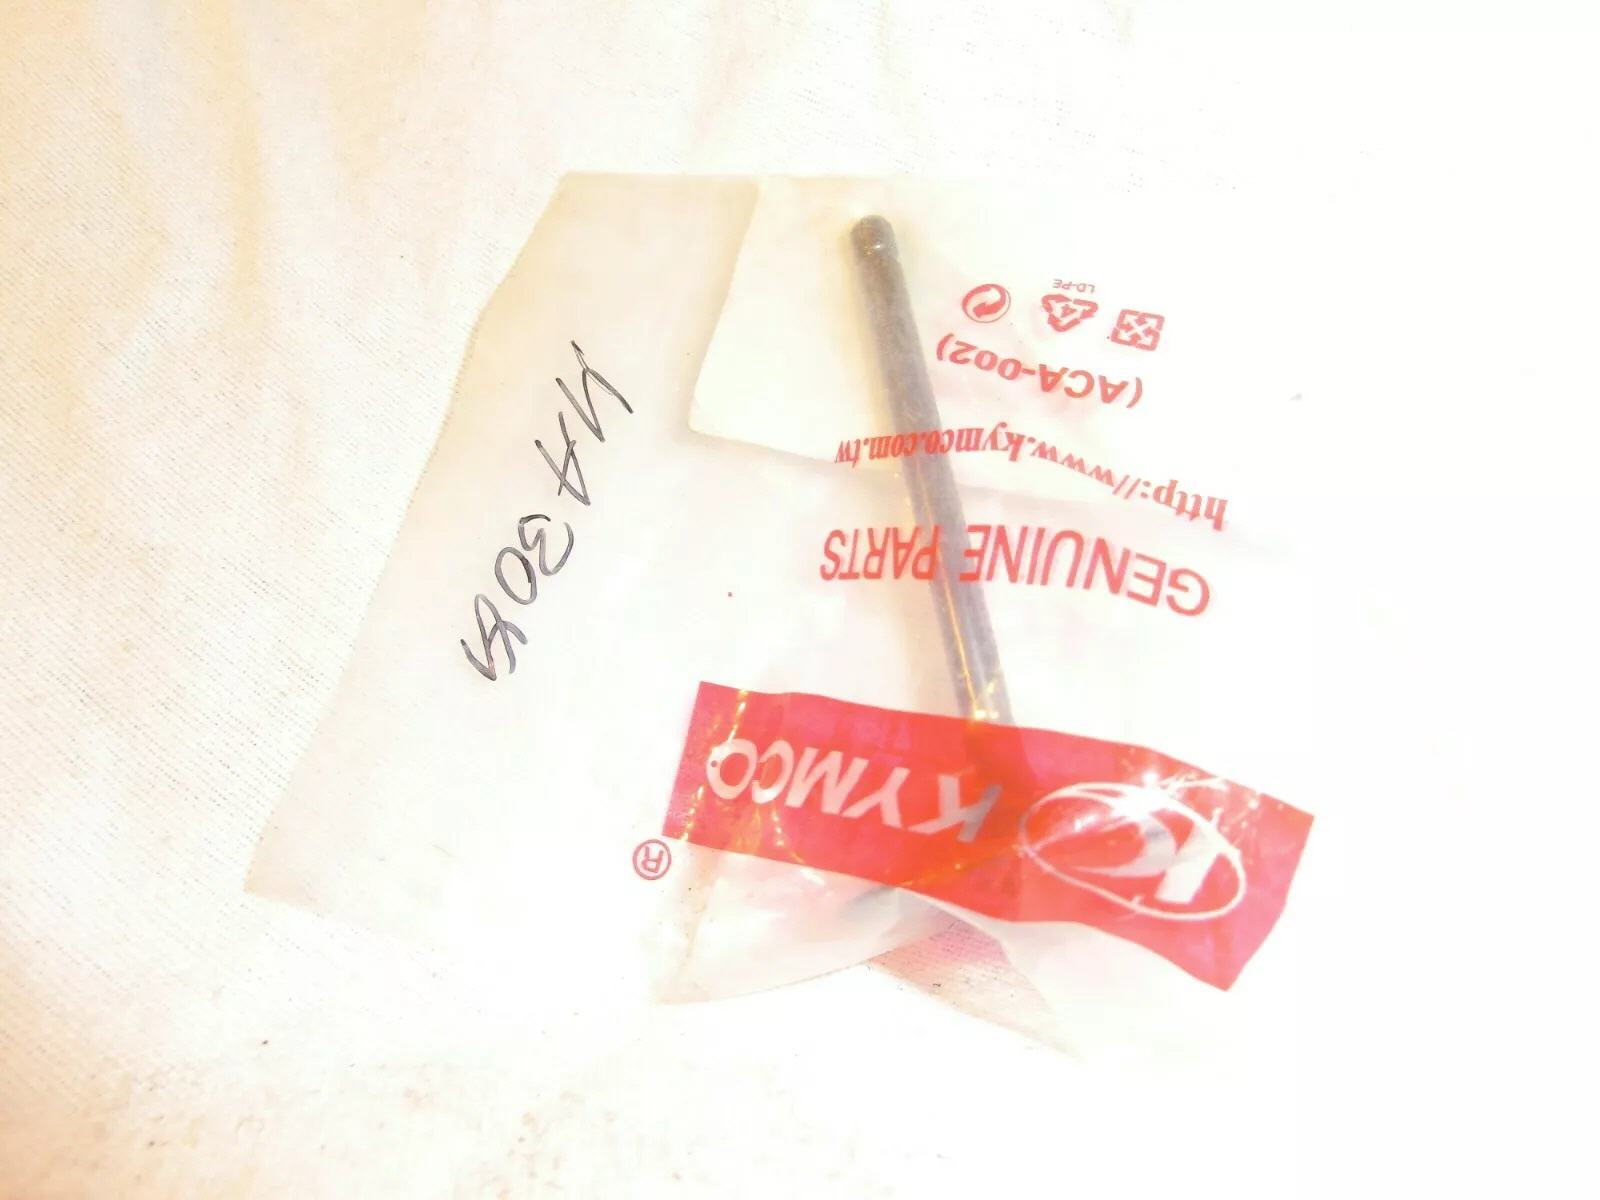 KYMCO
®
GENUINE PARTS
http://www.kymco.com.tw
(ACA-002)
LD-PE